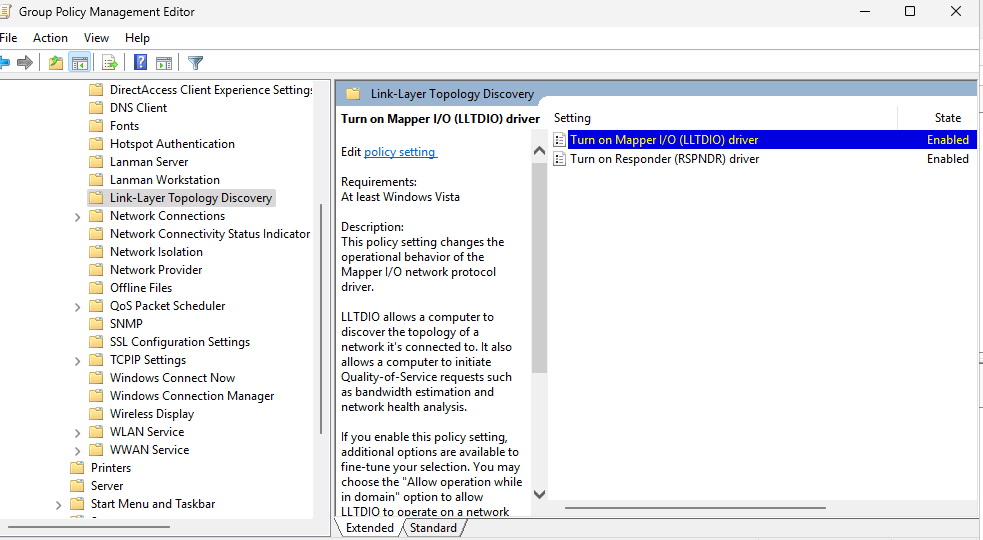 Group Policy Management Editor
File Action View Help
DirectAccess Client Experience Settings
DNS Client
Fonts
Hotspot Authentication
Lanman Server
Lanman Workstation
Link-Layer Topology Discovery
Network Connections
Network Connectivity Status Indicator
Network Isolation
Network Provider
Offline Files
QoS Packet Scheduler
SNMP
SSL Configuration Settings
TCPIP Settings
Windows Connect Now
Windows Connection Manager
Wireless Display
WLAN Service
WWAN Service
Printers
Server
Start Menu and Taskbar
Link-Layer Topology Discovery
Turn on Mapper I/O (LLTDIO) driver
Edit policy setting
Requirements:
At least Windows Vista
Description:
This policy setting changes the
operational behavior of the
Mapper I/O network protocol
driver.
LLTDIO allows a computer to
discover the topology of a
network it's connected to. It also
allows a computer to initiate
Quality-of-Service requests such
as bandwidth estimation and
network health analysis.
If you enable this policy setting,
additional options are available to
fine-tune your selection. You may
choose the "Allow operation while
in domain" option to allow
LLTDIO to operate on a network
Setting State
Turn on Mapper I/O (LLTDIO) driver Enabled
Turn on Responder (RSPNDR) driver Enabled
Extended Standard